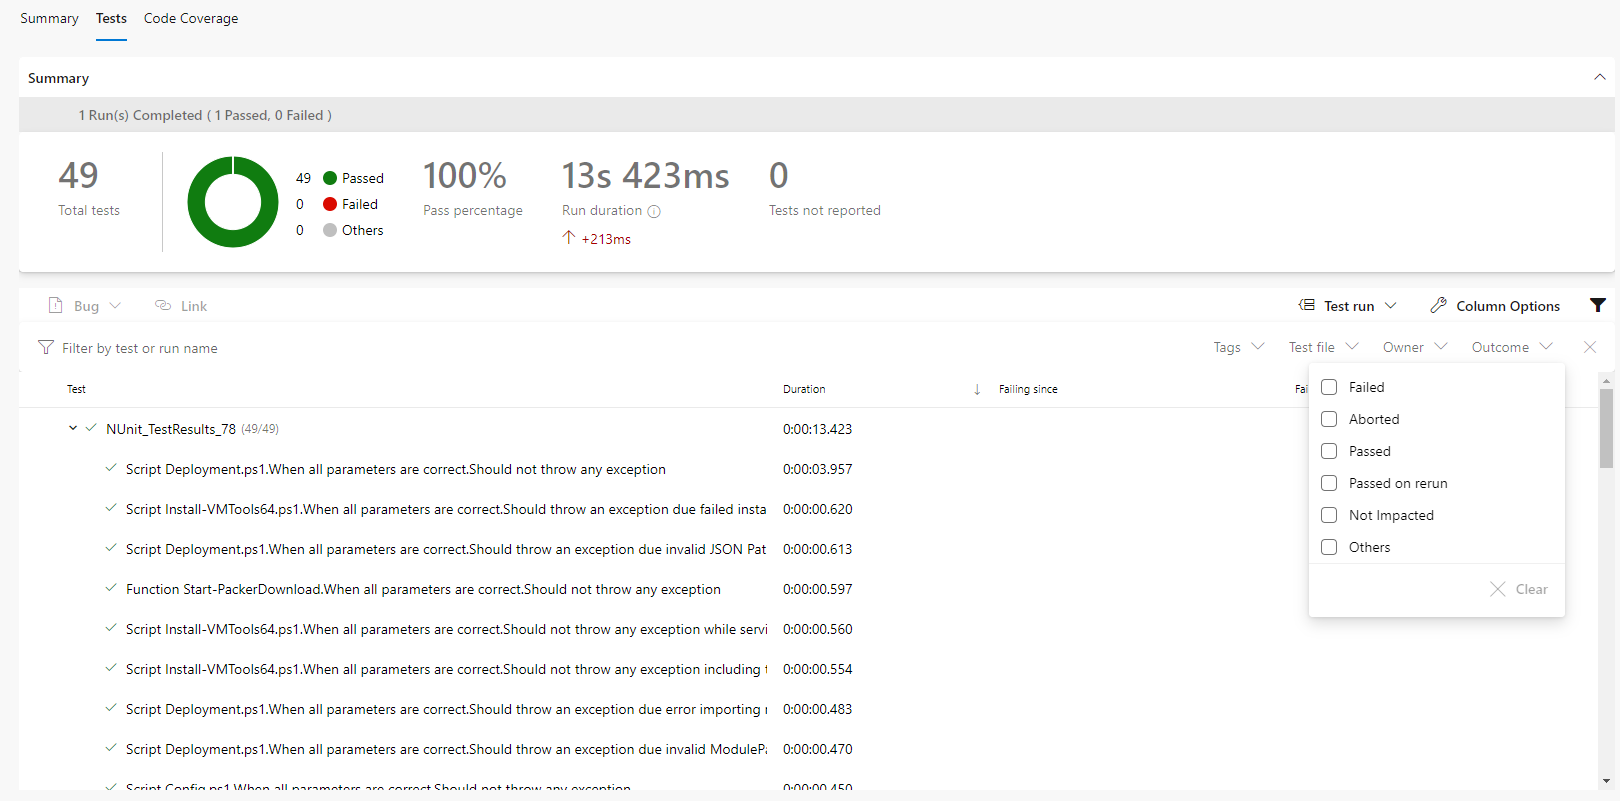 Summary Tests Code Coverage
Summary
1 Run(s) Completed ( 1 Passed, 0 Failed )
49
Total tests
49 Passed
0 Failed
0 Others
100%
Pass percentage
13s 423ms
Run duration
+213ms
0
Tests not reported
Bug Link Test run Column Options
Filter by test or run name Tags Test file Owner Outcome
Test Duration Failing since Fai
NUnit_TestResults_78 (49/49) 0:00:13.423
Script Deployment.ps1.When all parameters are correct.Should not throw any exception 0:00:03.957
Script Install-VMTools64.ps1.When all parameters are correct.Should throw an exception due failed insta 0:00:00.620
Script Deployment.ps1.When all parameters are correct.Should throw an exception due invalid JSON Pat 0:00:00.613
Function Start-PackerDownload.When all parameters are correct.Should not throw any exception 0:00:00.597
Script Install-VMTools64.ps1.When all parameters are correct.Should not throw any exception while servi 0:00:00.560
Script Install-VMTools64.ps1.When all parameters are correct.Should not throw any exception including t 0:00:00.554
Script Deployment.ps1.When all parameters are correct.Should throw an exception due error importing 0:00:00.483
Script Deployment.ps1.When all parameters are correct.Should throw an exception due invalid ModulePa 0:00:00.470
Script Config.ps1.When all parameters are correct.Should not throw any exception 0:00:00.450
Failed
Aborted
Passed
Passed on rerun
Not Impacted
Others
Clear